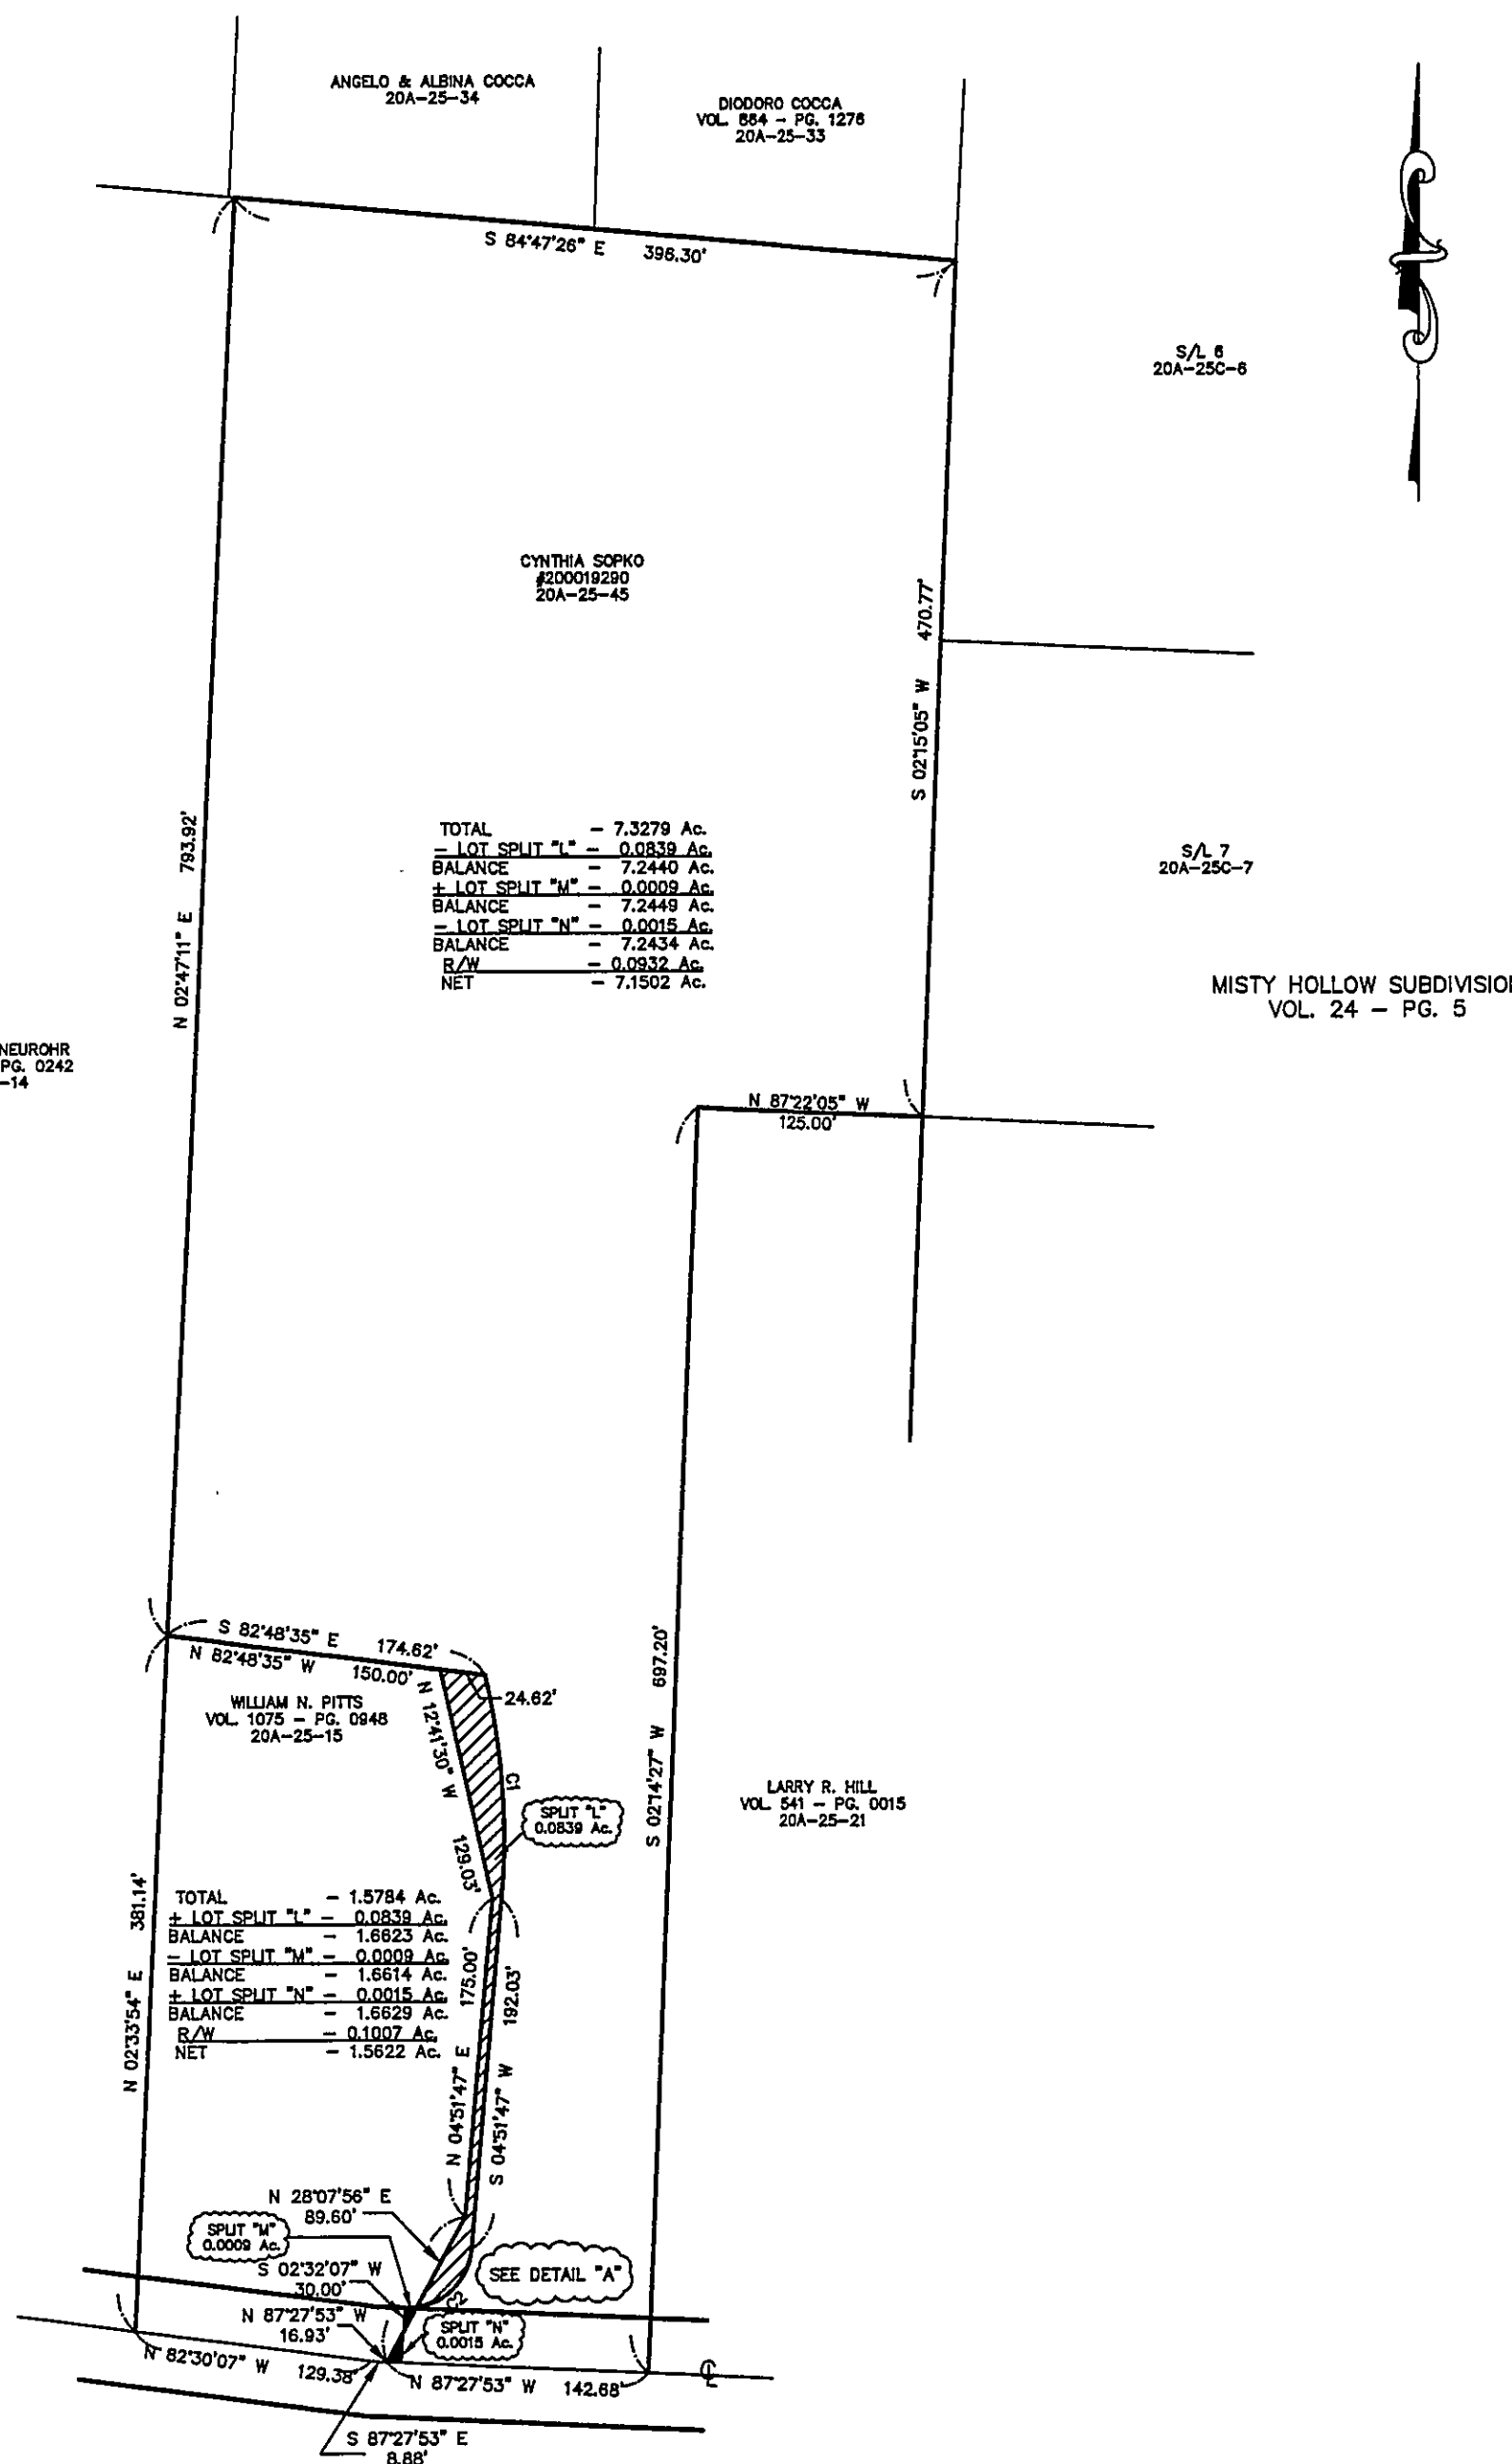 ANGELO & ALBINA COCCA
20A-25-34
DIODORO COCCA
VOL. 664 - PG. 1276
20A-25-33
S 84°47'26" E 396.30'
S/L 6
20A-25C-6
CYNTHIA SOPKO
#200019290
20A-25-45
S 02°15'05" W 470.77'
N 02°47'11" E 793.92'
TOTAL - 7.3279 Ac.
- LOT SPLIT "L" - 0.0839 Ac.
BALANCE - 7.2440 Ac.
+ LOT SPLIT "M" - 0.0009 Ac.
BALANCE - 7.2449 Ac.
- LOT SPLIT "N" - 0.0015 Ac.
BALANCE - 7.2434 Ac.
R/W - 0.0932 Ac.
NET - 7.1502 Ac.
S/L 7
20A-25C-7
MISTY HOLLOW SUBDIVISION
VOL. 24 - PG. 5
NEUROHR
PG. 0242
-14
N 87°22'05" W
125.00'
S 82°48'35" E 174.62'
N 82°48'35" W 150.00'
24.62'
WILLIAM N. PITTS
VOL. 1075 - PG. 0948
20A-25-15
N 12°41'30" W 129.03'
C1
SPLIT "L"
0.0839 Ac.
S 02°14'27" W 697.20'
LARRY R. HILL
VOL. 541 - PG. 0015
20A-25-21
N 02°33'54" E 381.14'
TOTAL - 1.5784 Ac.
+ LOT SPLIT "L" - 0.0839 Ac.
BALANCE - 1.6623 Ac.
- LOT SPLIT "M" - 0.0009 Ac.
BALANCE - 1.6614 Ac.
+ LOT SPLIT "N" - 0.0015 Ac.
BALANCE - 1.6629 Ac.
R/W - 0.1007 Ac.
NET - 1.5622 Ac.
N 04°51'47" E 175.00'
S 04°51'47" W 192.03'
N 28°07'56" E
89.60'
SPLIT "M"
0.0009 Ac.
S 02°32'07" W
30.00'
SEE DETAIL "A"
C2
N 87°27'53" W
16.93'
SPLIT "N"
0.0015 Ac.
N 82°30'07" W 129.38'
N 87°27'53" W 142.68'
CL
S 87°27'53" E
8.88'